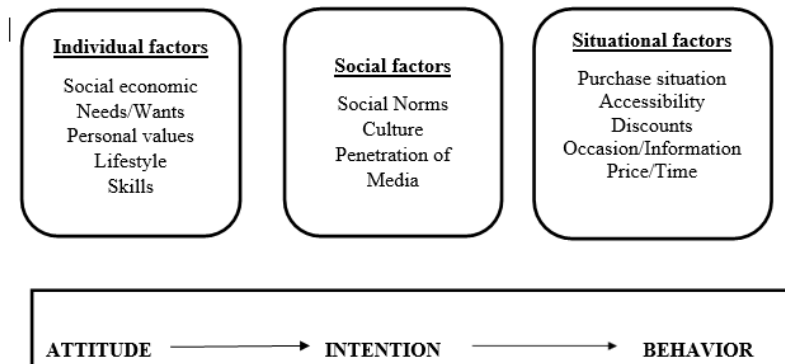 Individual factors
Social economic
Needs/Wants
Personal values
Lifestyle
Skills
Social factors
Social Norms
Culture
Penetration of
Media
Situational factors
Purchase situation
Accessibility
Discounts
Occasion/Information
Price/Time
ATTITUDE INTENTION BEHAVIOR